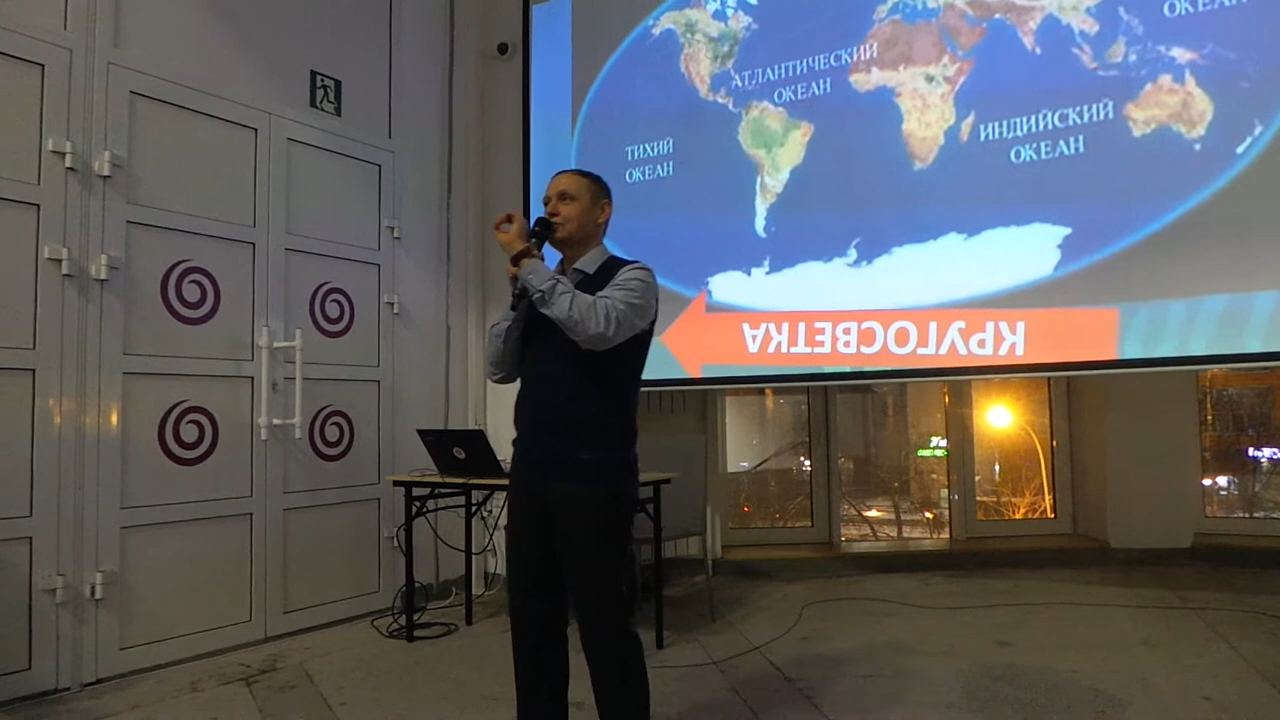 ОКЕАН
АТЛАНТИЧЕСКИЙ
ОКЕАН
ИНДИЙСКИЙ
ОКЕАН
ТИХИЙ
ОКЕАН
КРУГОСВЕТКА